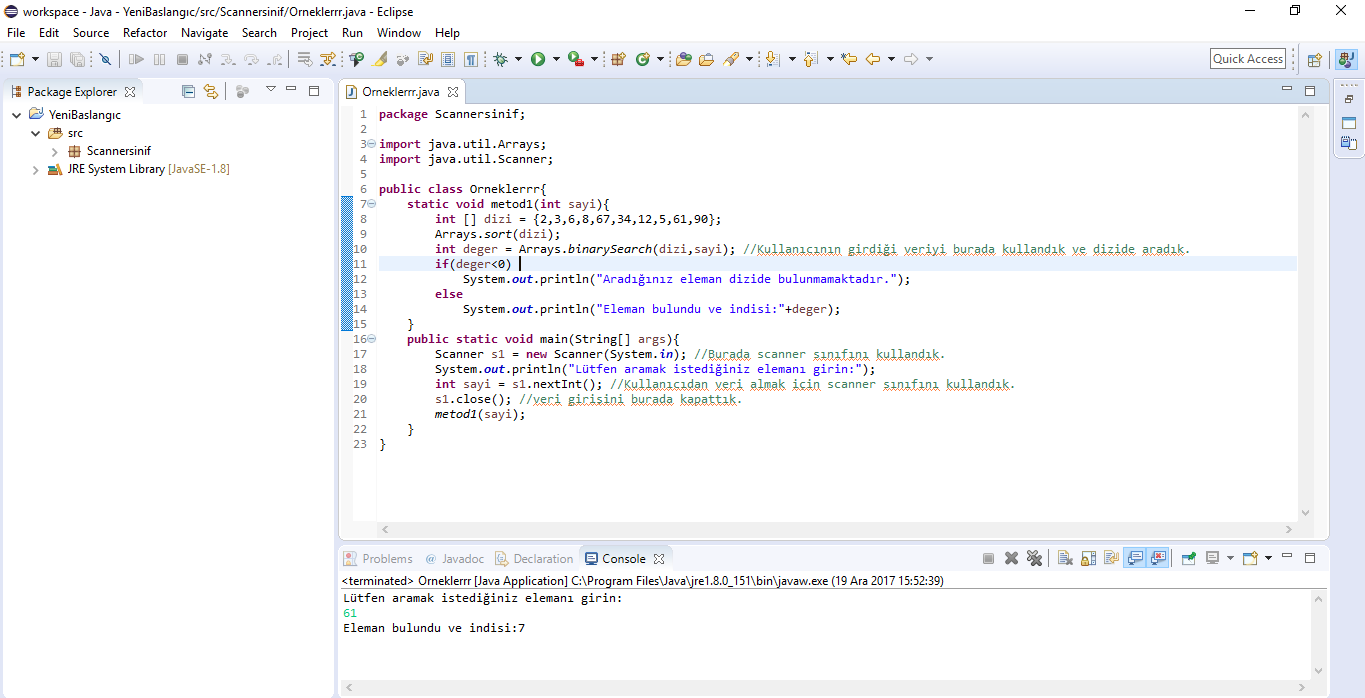 workspace - Java - YeniBaslangıc/src/Scannersinif/Orneklerrr.java - Eclipse
File Edit Source Refactor Navigate Search Project Run Window Help
Quick Access
Package Explorer
YeniBaslangıc
src
Scannersinif
JRE System Library [JavaSE-1.8]
Orneklerrr.java
1 package Scannersinif;
2
3 import java.util.Arrays;
4 import java.util.Scanner;
5
6 public class Orneklerrr{
7 static void metod1(int sayi){
8 int [] dizi = {2,3,6,8,67,34,12,5,61,90};
9 Arrays.sort(dizi);
10 int deger = Arrays.binarySearch(dizi,sayi); //Kullanıcının girdiği veriyi burada kullandık ve dizide aradık.
11 if(deger<0)
12 System.out.println("Aradığınız eleman dizide bulunmamaktadır.");
13 else
14 System.out.println("Eleman bulundu ve indisi:"+deger);
15 }
16 public static void main(String[] args){
17 Scanner s1 = new Scanner(System.in); //Burada scanner sınıfını kullandık.
18 System.out.println("Lütfen aramak istediğiniz elemanı girin:");
19 int sayi = s1.nextInt(); //Kullanıcıdan veri almak için scanner sınıfını kullandık.
20 s1.close(); //veri girişini burada kapattık.
21 metod1(sayi);
22 }
23 }
Problems @ Javadoc Declaration Console
<terminated> Orneklerrr [Java Application] C:\Program Files\Java\jre1.8.0_151\bin\javaw.exe (19 Ara 2017 15:52:39)
Lütfen aramak istediğiniz elemanı girin:
61
Eleman bulundu ve indisi:7